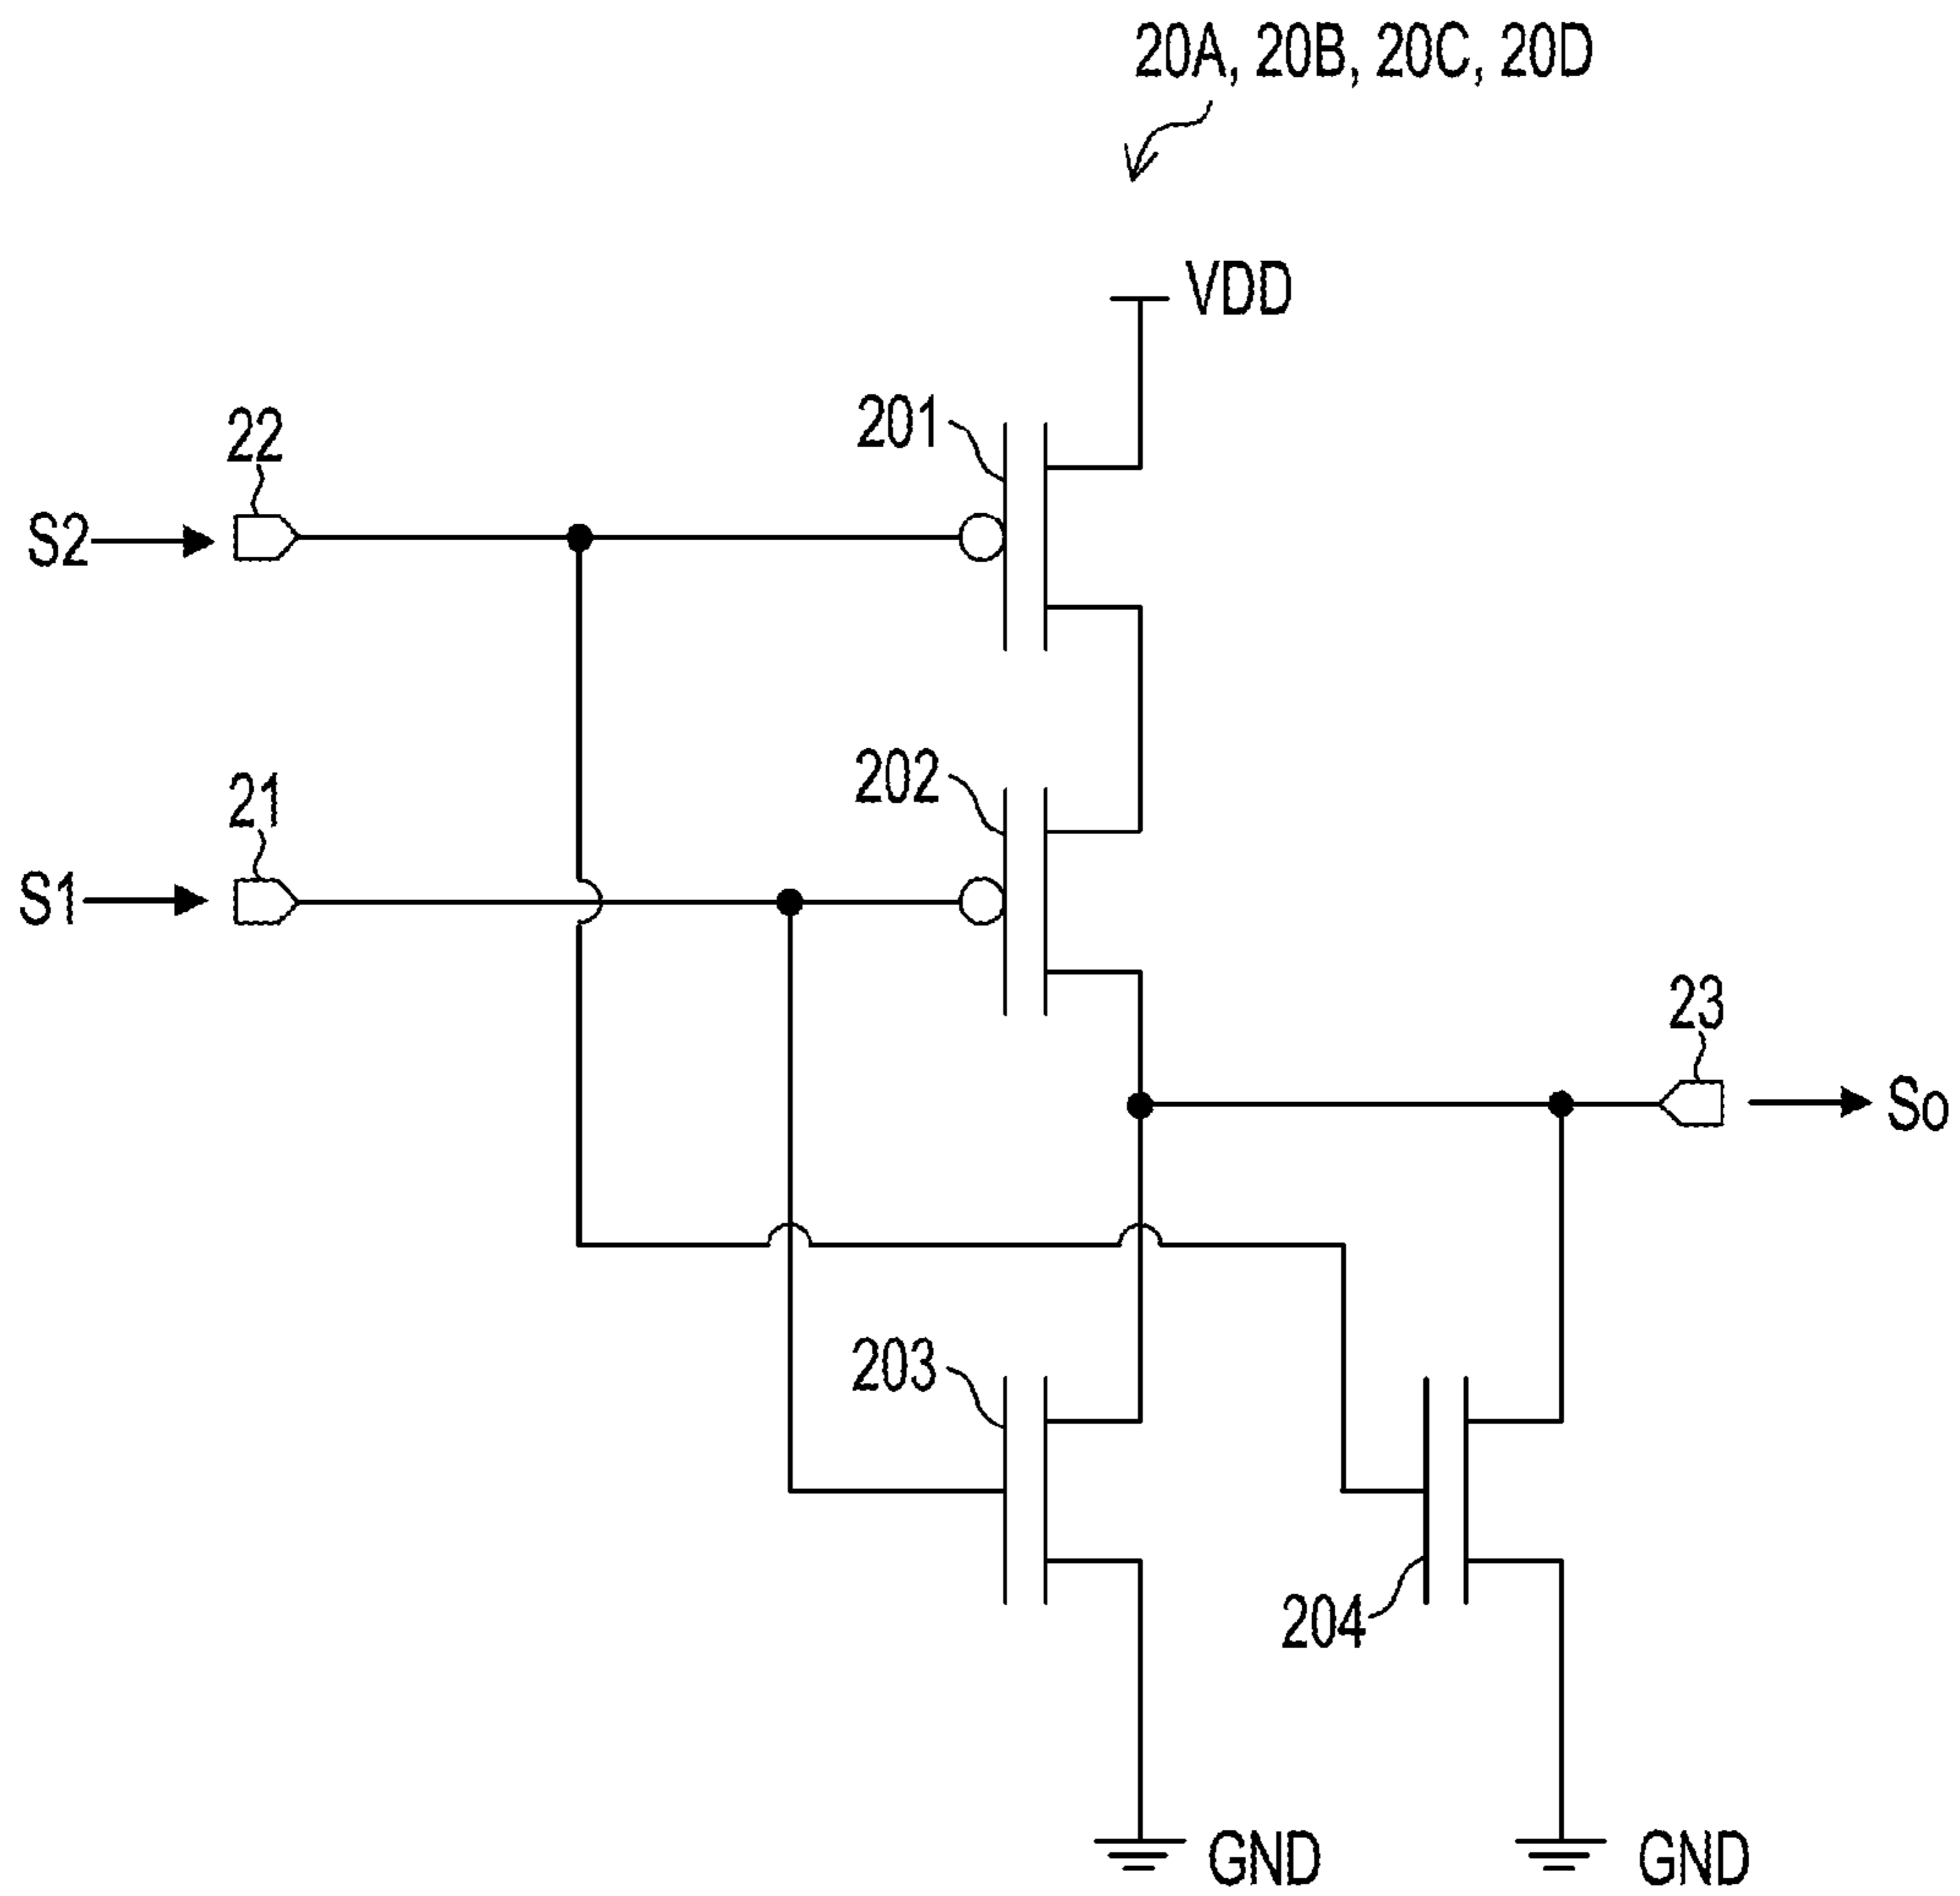 20A, 20B, 20C, 20D
VDD
201
22
S2
202
21
S1
23
So
203
204
GND
GND